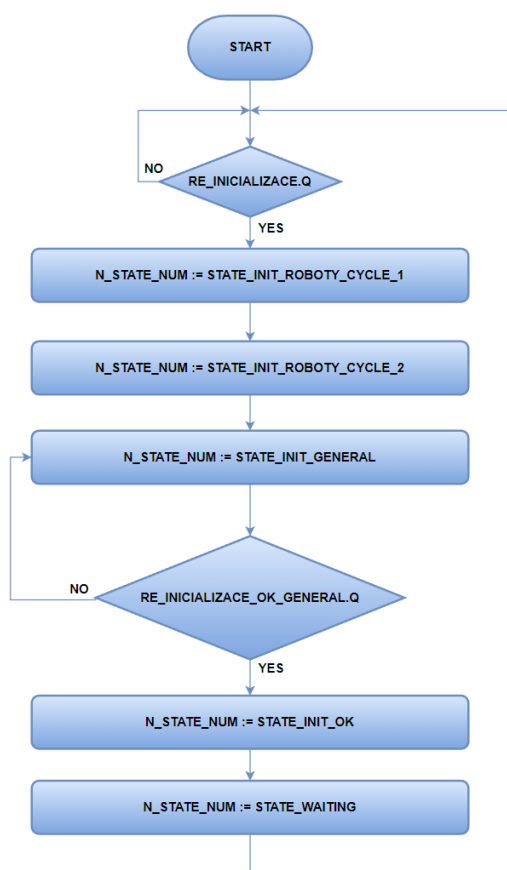 START
NO
RE_INICIALIZACE.Q
YES
N_STATE_NUM := STATE_INIT_ROBOTY_CYCLE_1
N_STATE_NUM := STATE_INIT_ROBOTY_CYCLE_2
N_STATE_NUM := STATE_INIT_GENERAL
NO
RE_INICIALIZACE_OK_GENERAL.Q
YES
N_STATE_NUM := STATE_INIT_OK
N_STATE_NUM := STATE_WAITING